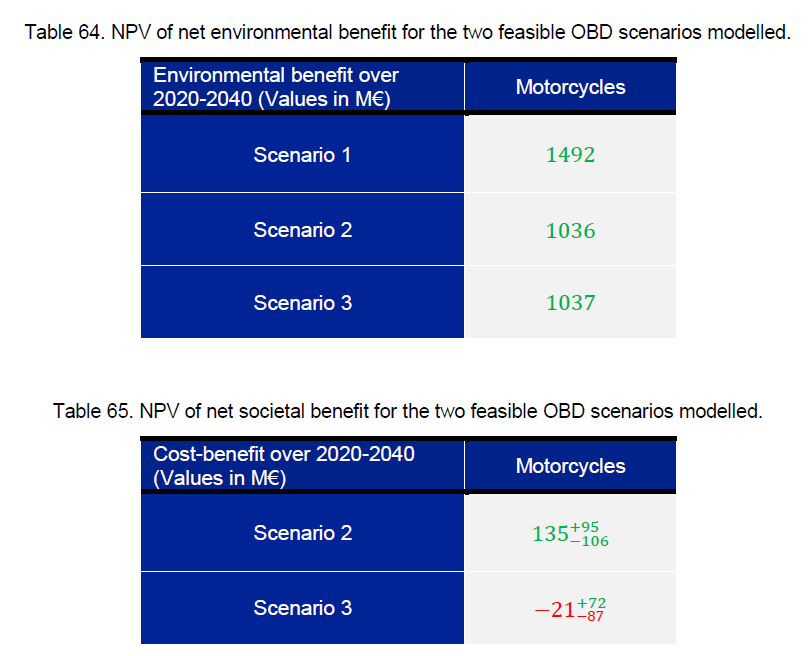 Table 64. NPV of net environmental benefit for the two feasible OBD scenarios modelled.
Environmental benefit over
2020-2040 (Values in M€)
Motorcycles
Scenario 1
1492
Scenario 2
1036
Scenario 3
1037
Table 65. NPV of net societal benefit for the two feasible OBD scenarios modelled.
Cost-benefit over 2020-2040
(Values in M€)
Motorcycles
Scenario 2
135+95−106
Scenario 3
−21+72−87